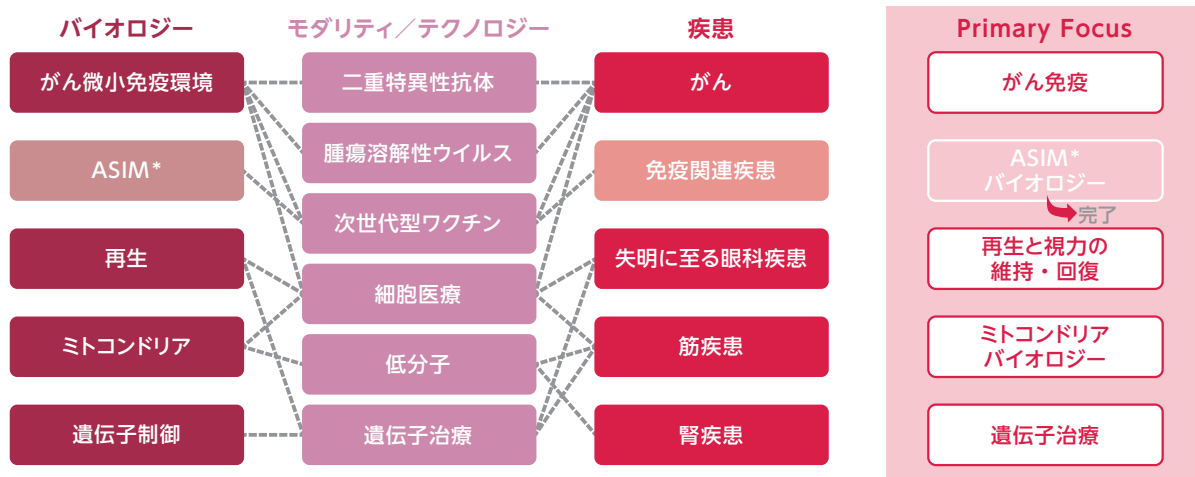 バイオロジー
モダリティ／テクノロジー
疾患
Primary Focus
がん微小免疫環境
二重特異性抗体
がん
がん免疫
腫瘍溶解性ウイルス
ASIM*
免疫関連疾患
ASIM*
バイオロジー
完了
次世代型ワクチン
再生
細胞医療
失明に至る眼科疾患
再生と視力の
維持・回復
ミトコンドリア
低分子
筋疾患
ミトコンドリア
バイオロジー
遺伝子制御
遺伝子治療
腎疾患
遺伝子治療